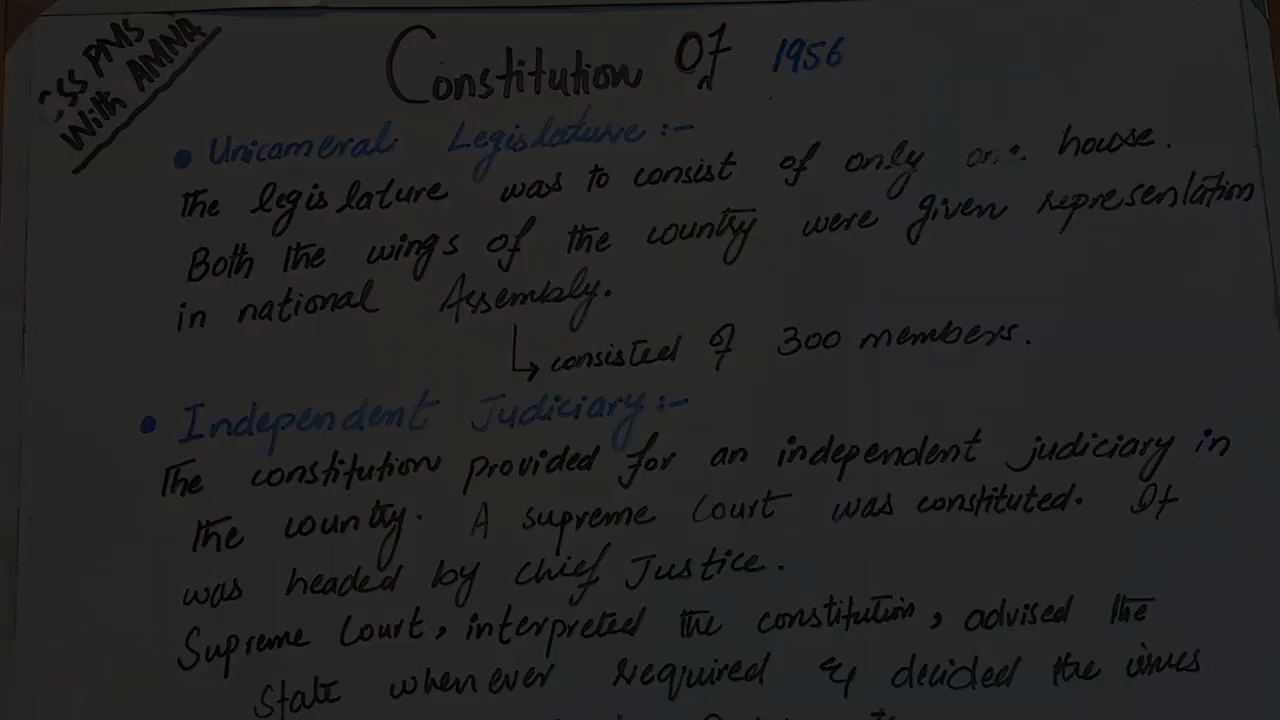 CSS PMS
With AMNA
Constitution Of 1956
• Unicameral Legislature :-
The legislature was to consist of only one house.
Both the wings of the country were given representation
in national Assembly.
↳ consisted of 300 members.
• Independent Judiciary :-
The constitution provided for an independent judiciary in
the country. A supreme Court was constituted. It
was headed by Chief Justice.
Supreme Court, interpreted the constitution, advised the
state whenever required & decided the issues